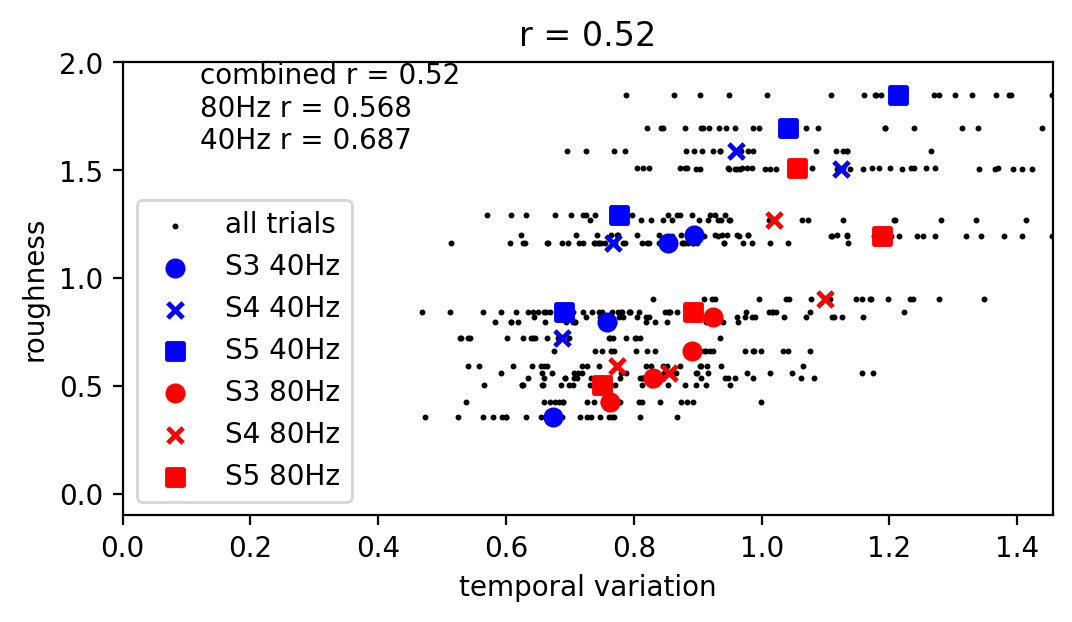 r = 0.52
combined r = 0.52
80Hz r = 0.568
40Hz r = 0.687
all trials
S3 40Hz
S4 40Hz
S5 40Hz
S3 80Hz
S4 80Hz
S5 80Hz
roughness
2.0
1.5
1.0
0.5
0.0
0.0 0.2 0.4 0.6 0.8 1.0 1.2 1.4
temporal variation